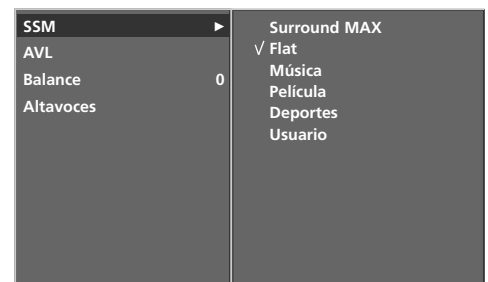 SSM ►
AVL
Balance 0
Altavoces
Surround MAX
√ Flat
Música
Película
Deportes
Usuario